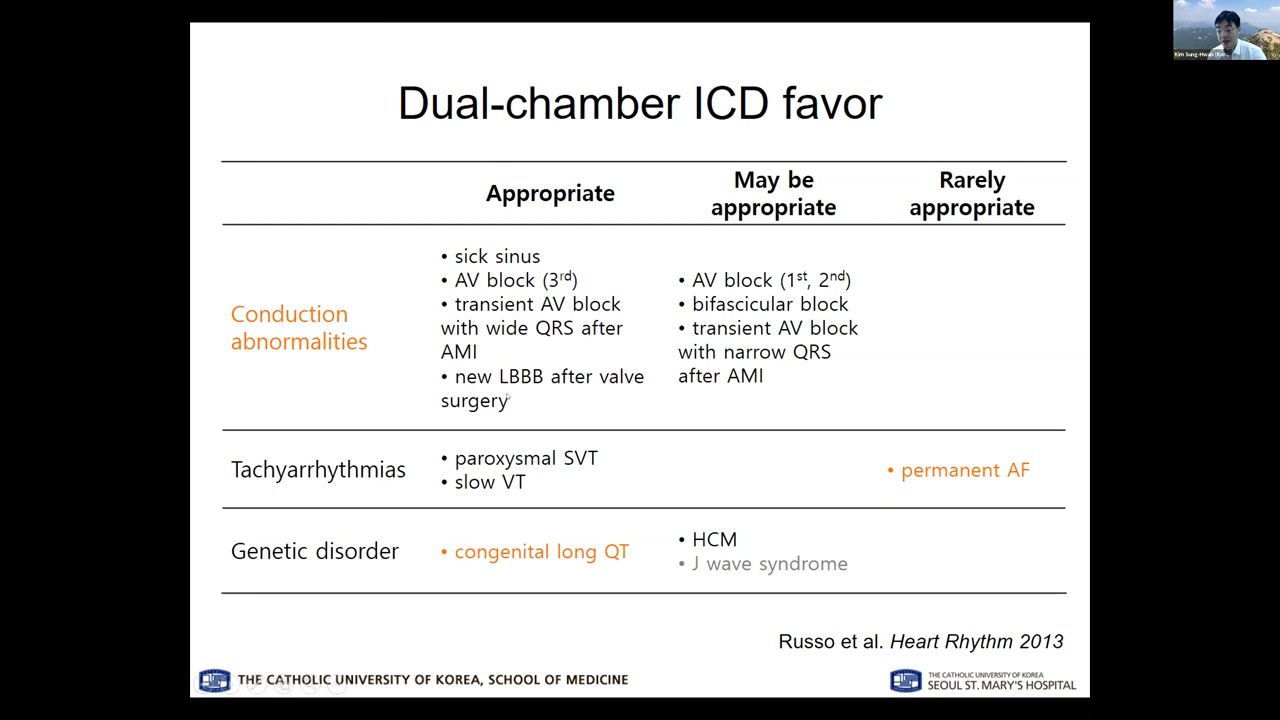 Kim Sung-Hwan (Kor...
Dual-chamber ICD favor
Appropriate
May be
appropriate
Rarely
appropriate
Conduction
abnormalities
• sick sinus
• AV block (3rd)
• transient AV block
with wide QRS after
AMI
• new LBBB after valve
surgery
• AV block (1st, 2nd)
• bifascicular block
• transient AV block
with narrow QRS
after AMI
Tachyarrhythmias
• paroxysmal SVT
• slow VT
• permanent AF
Genetic disorder
• congenital long QT
• HCM
• J wave syndrome
Russo et al. Heart Rhythm 2013
THE CATHOLIC UNIVERSITY OF KOREA, SCHOOL OF MEDICINE
THE CATHOLIC UNIVERSITY OF KOREA
SEOUL ST. MARY'S HOSPITAL